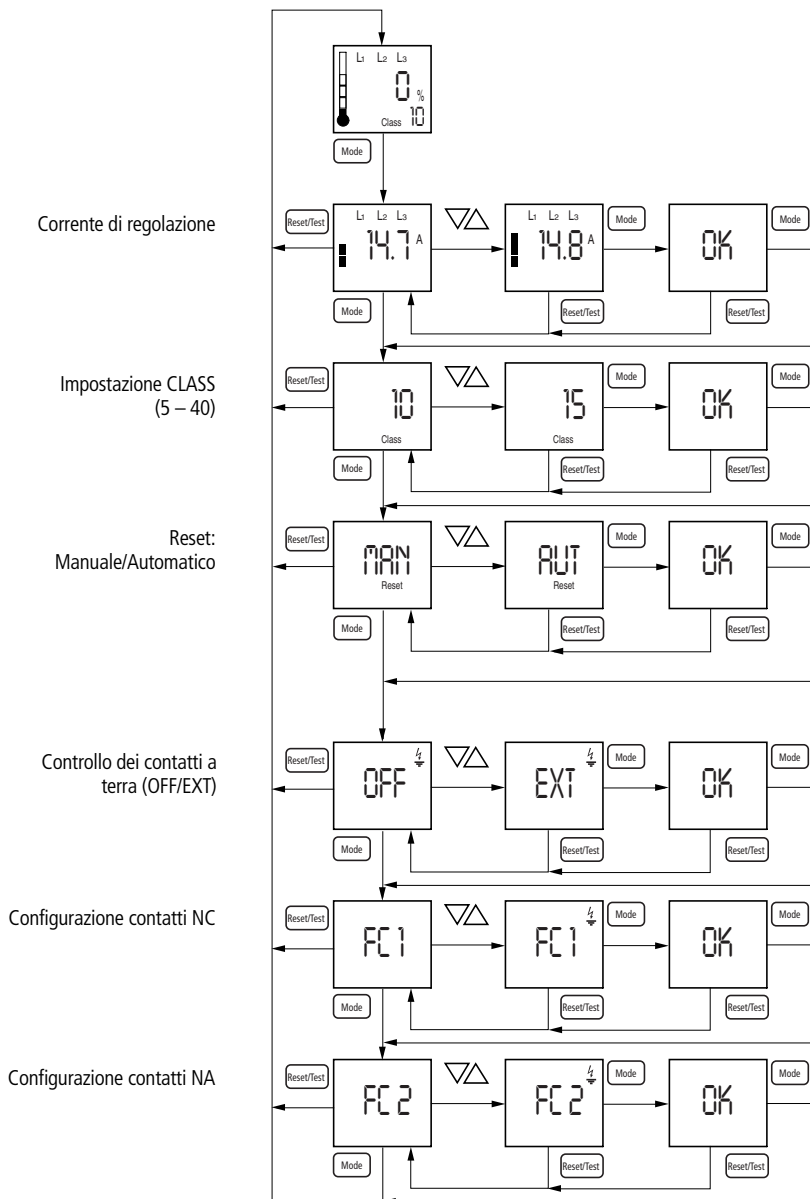 L1 L2 L3
0 %
Class 10
Mode
Corrente di regolazione
Reset/Test
L1 L2 L3
14.7 A
L1 L2 L3
14.8 A
Mode
OK
Mode
Mode
Reset/Test
Reset/Test
Impostazione CLASS
(5 – 40)
Reset/Test
10
Class
15
Class
Mode
OK
Mode
Mode
Reset/Test
Reset/Test
Reset:
Manuale/Automatico
Reset/Test
MAN
Reset
AUT
Reset
Mode
OK
Mode
Mode
Reset/Test
Reset/Test
Controllo dei contatti a
terra (OFF/EXT)
Reset/Test
OFF
EXT
Mode
OK
Mode
Mode
Reset/Test
Reset/Test
Configurazione contatti NC
Reset/Test
FC1
FC1
Mode
OK
Mode
Mode
Reset/Test
Reset/Test
Configurazione contatti NA
Reset/Test
FC2
FC2
Mode
OK
Mode
Mode
Reset/Test
Reset/Test